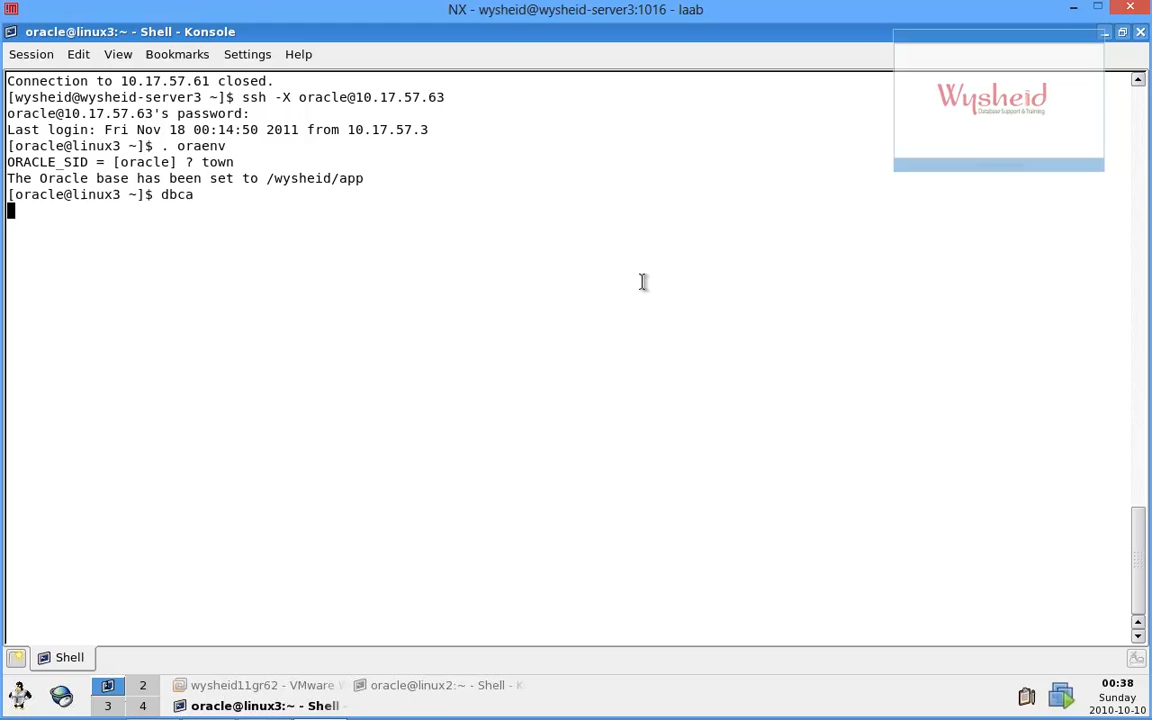 NX - wysheid@wysheid-server3:1016 - laab
oracle@linux3:~ - Shell - Konsole
Session Edit View Bookmarks Settings Help
Connection to 10.17.57.61 closed.
[wysheid@wysheid-server3 ~]$ ssh -X oracle@10.17.57.63
oracle@10.17.57.63's password:
Last login: Fri Nov 18 00:14:50 2011 from 10.17.57.3
[oracle@linux3 ~]$ . oraenv
ORACLE_SID = [oracle] ? town
The Oracle base has been set to /wysheid/app
[oracle@linux3 ~]$ dbca
Wysheid
Database Support & Training
Shell
2
3 4
wysheid11gr62 - VMware W
oracle@linux2:~ - Shell - K
oracle@linux3:~ - Shell -
00:38
Sunday
2010-10-10